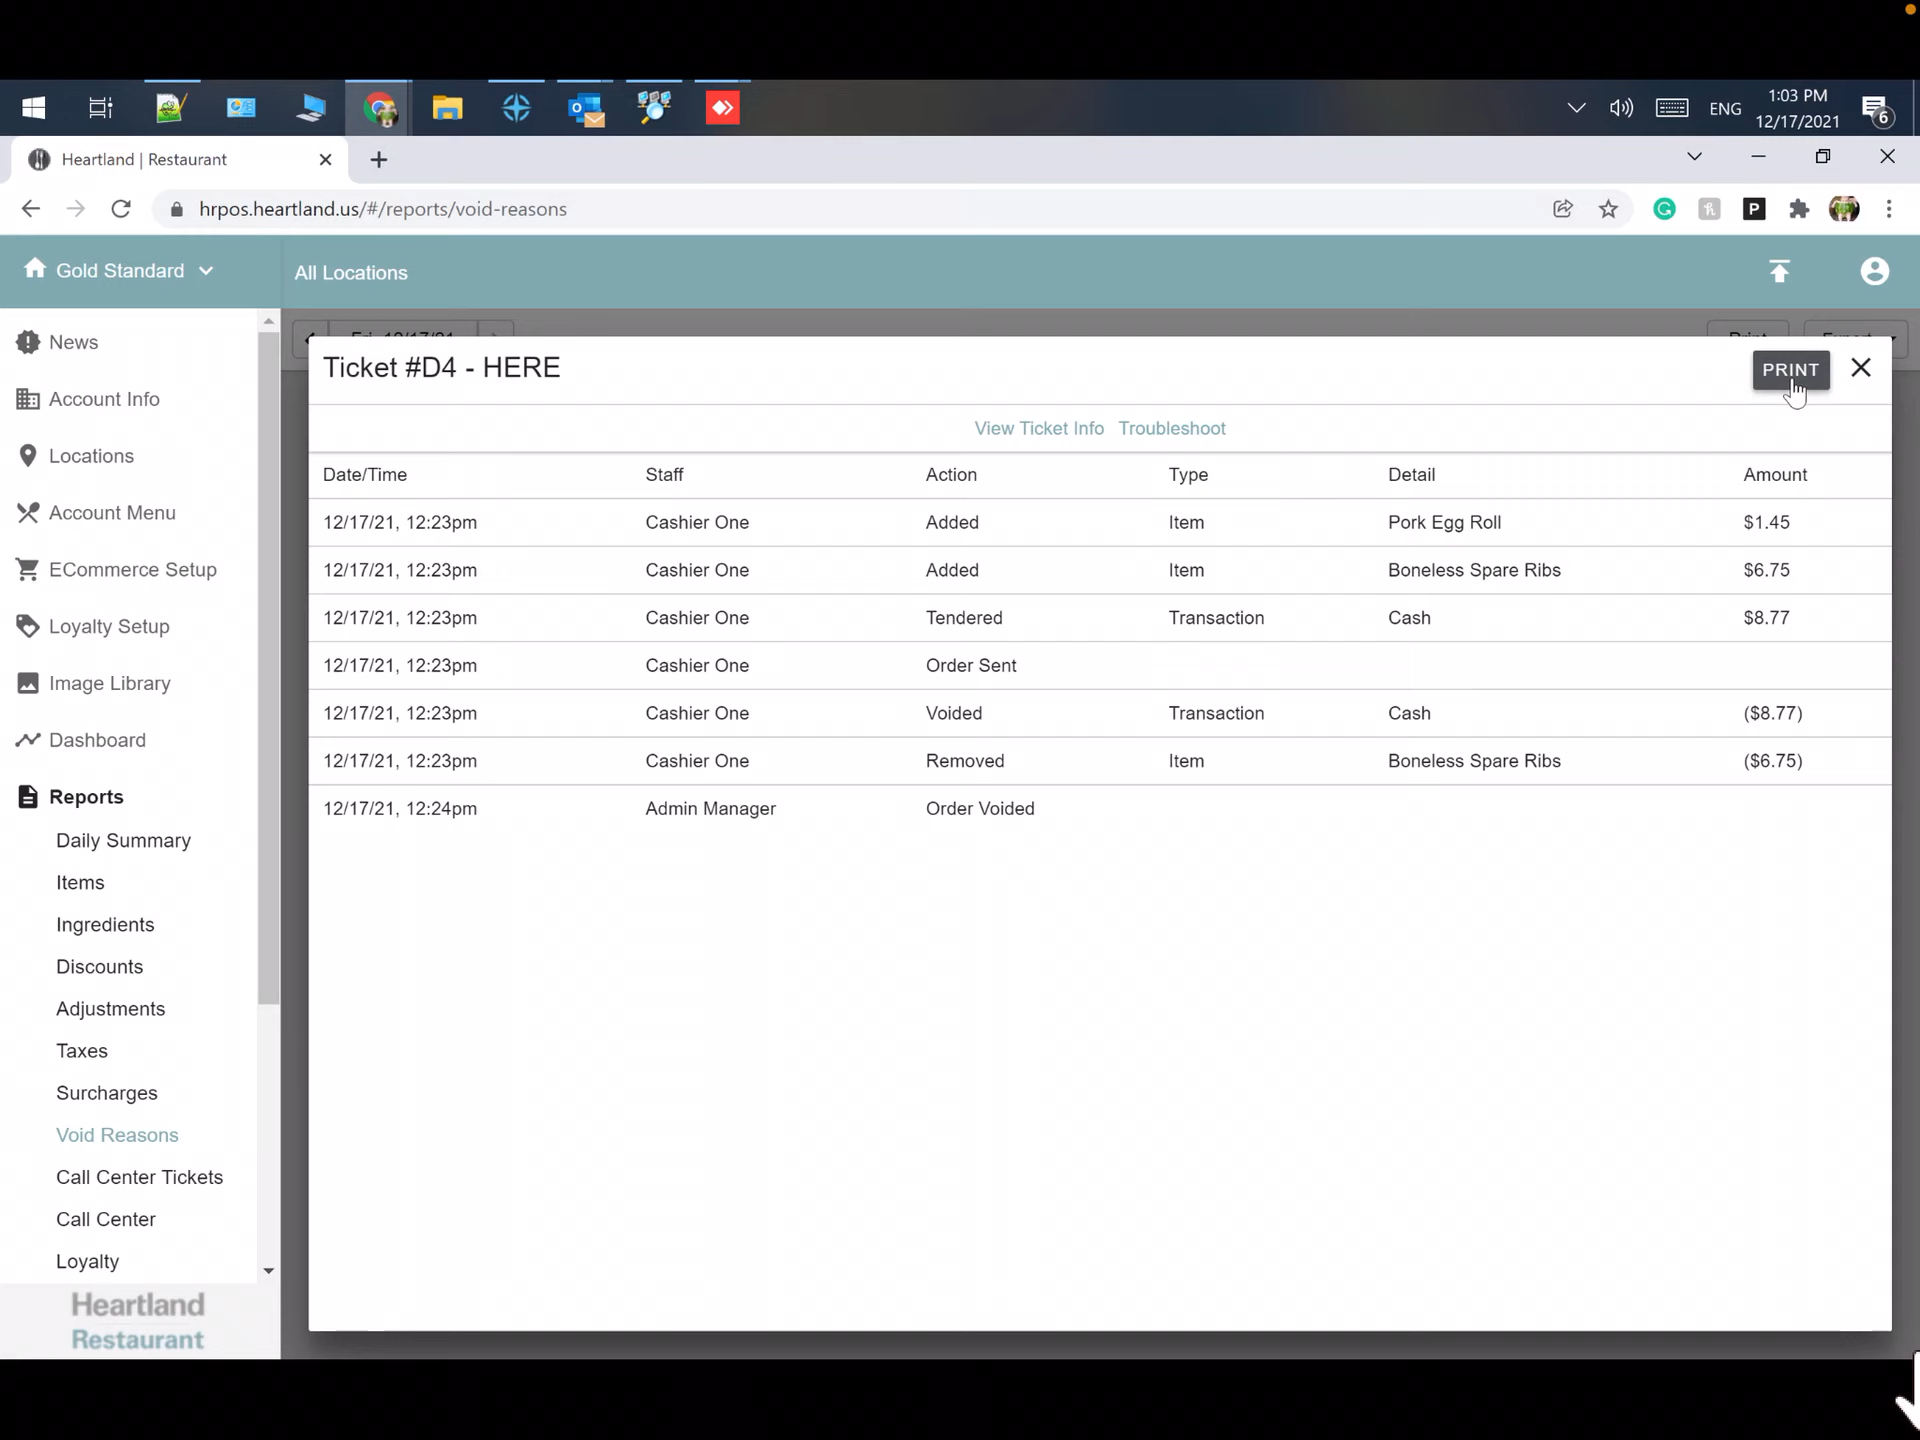 ENG
1:03 PM
12/17/2021
6
Heartland | Restaurant
hrpos.heartland.us/#/reports/void-reasons
Gold Standard
All Locations
News
Account Info
Locations
Account Menu
ECommerce Setup
Loyalty Setup
Image Library
Dashboard
Reports
Daily Summary
Items
Ingredients
Discounts
Adjustments
Taxes
Surcharges
Void Reasons
Call Center Tickets
Call Center
Loyalty
Heartland
Restaurant
Fri, 12/17/21
Print
Export
Ticket #D4 - HERE
PRINT
View Ticket Info Troubleshoot
Date/Time Staff Action Type Detail Amount
12/17/21, 12:23pm Cashier One Added Item Pork Egg Roll $1.45
12/17/21, 12:23pm Cashier One Added Item Boneless Spare Ribs $6.75
12/17/21, 12:23pm Cashier One Tendered Transaction Cash $8.77
12/17/21, 12:23pm Cashier One Order Sent
12/17/21, 12:23pm Cashier One Voided Transaction Cash ($8.77)
12/17/21, 12:23pm Cashier One Removed Item Boneless Spare Ribs ($6.75)
12/17/21, 12:24pm Admin Manager Order Voided